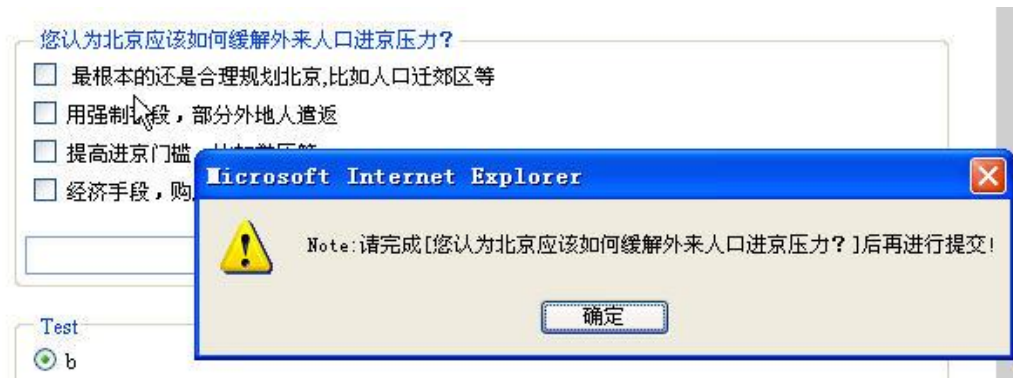 您认为北京应该如何缓解外来人口进京压力?
最根本的还是合理规划北京,比如人口迁郊区等
用强制手段，部分外地人遣返
提高进京门槛
经济手段，购
Microsoft Internet Explorer
Note:请完成[您认为北京应该如何缓解外来人口进京压力？]后再进行提交!
确定
Test
b